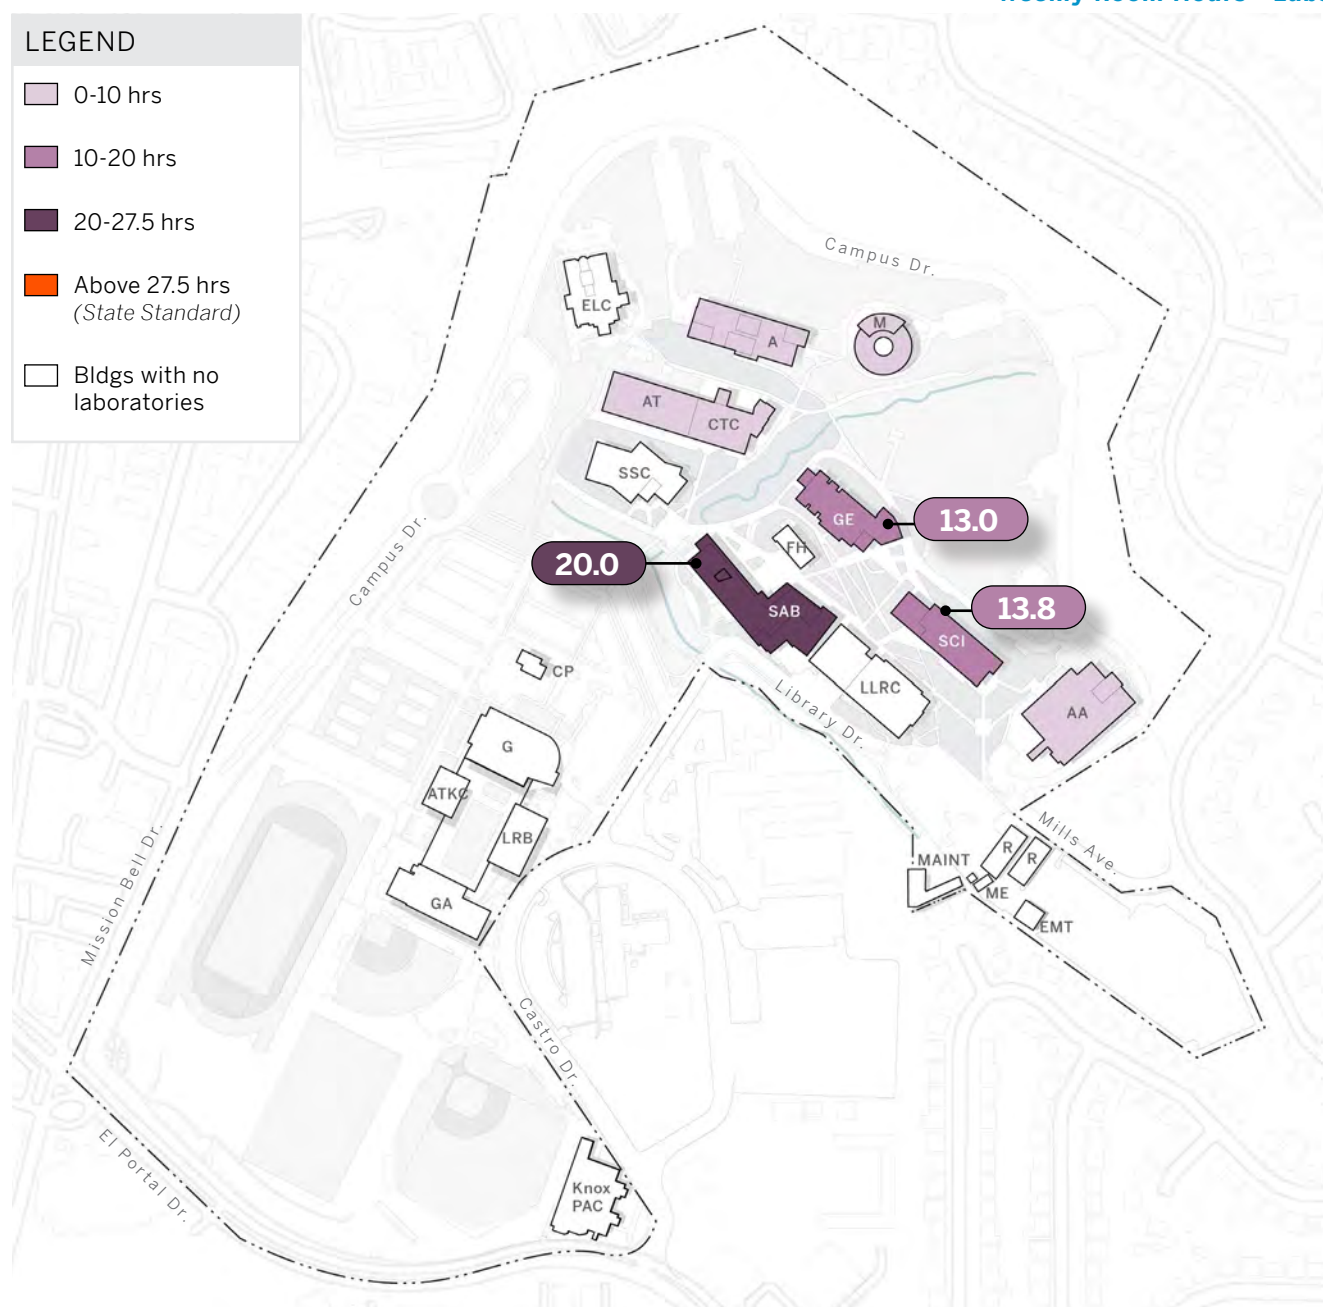 LEGEND
0-10 hrs
10-20 hrs
20-27.5 hrs
Above 27.5 hrs
(State Standard)
Bldgs with no
laboratories
Campus Dr.
ELC
M
A
AT
CTC
SSC
GE
13.0
FH
20.0
Campus Dr.
SAB
13.8
SCI
CP
LLRC
Library Dr.
AA
G
ATKC
LRB
Mills Ave.
R
R
MAINT
ME
GA
EMT
Mission Bell Dr.
Castro Dr.
El Portal Dr.
Knox
PAC